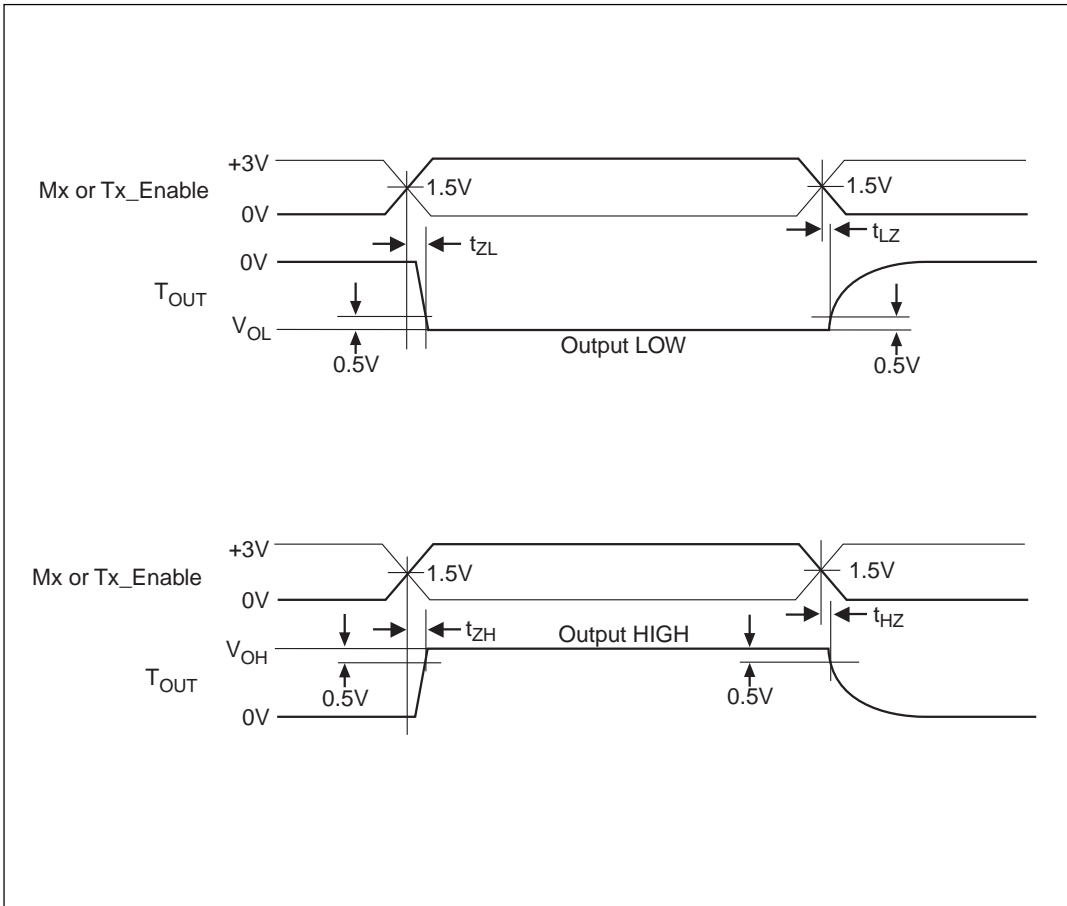 +3V
Mx or Tx_Enable
1.5V
1.5V
0V
tZL
tLZ
0V
TOUT
VOL
0.5V
Output LOW
0.5V
+3V
Mx or Tx_Enable
1.5V
1.5V
0V
tZH
Output HIGH
tHZ
VOH
TOUT
0.5V
0.5V
0V